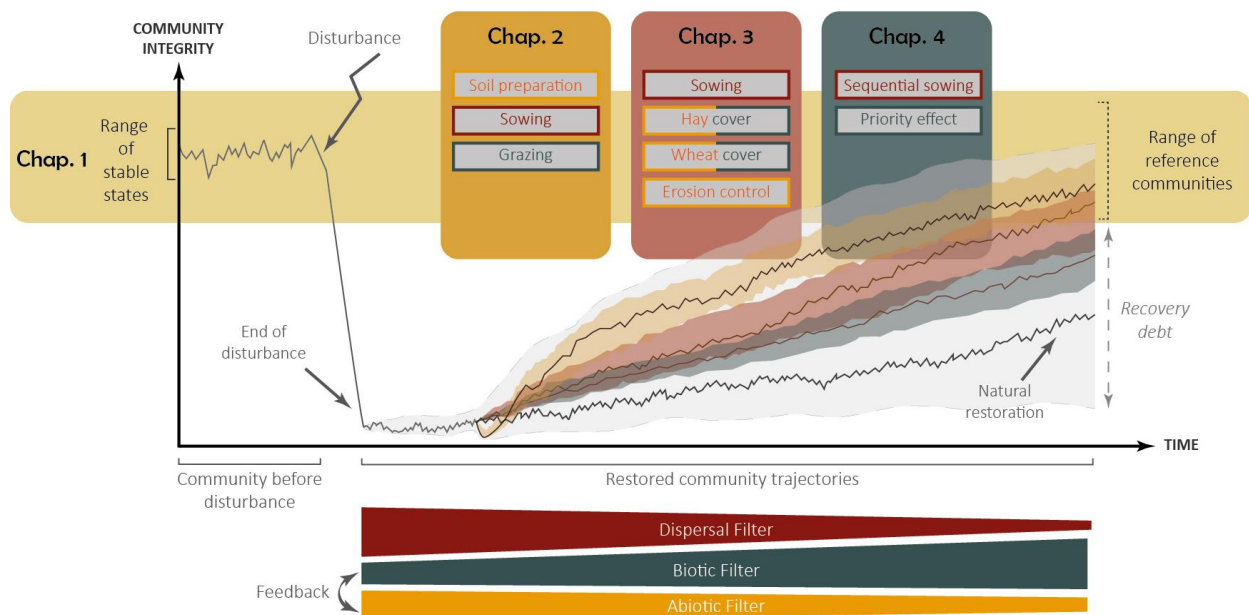 COMMUNITY
INTEGRITY
Disturbance
Chap. 2
Soil preparation
Sowing
Grazing
Chap. 3
Sowing
Hay cover
Wheat cover
Erosion control
Chap. 4
Sequential sowing
Priority effect
Chap. 1
Range
of
stable
states
Range of
reference
communities
End of
disturbance
Recovery
debt
Natural
restoration
TIME
Community before
disturbance
Restored community trajectories
Dispersal Filter
Biotic Filter
Feedback
Abiotic Filter